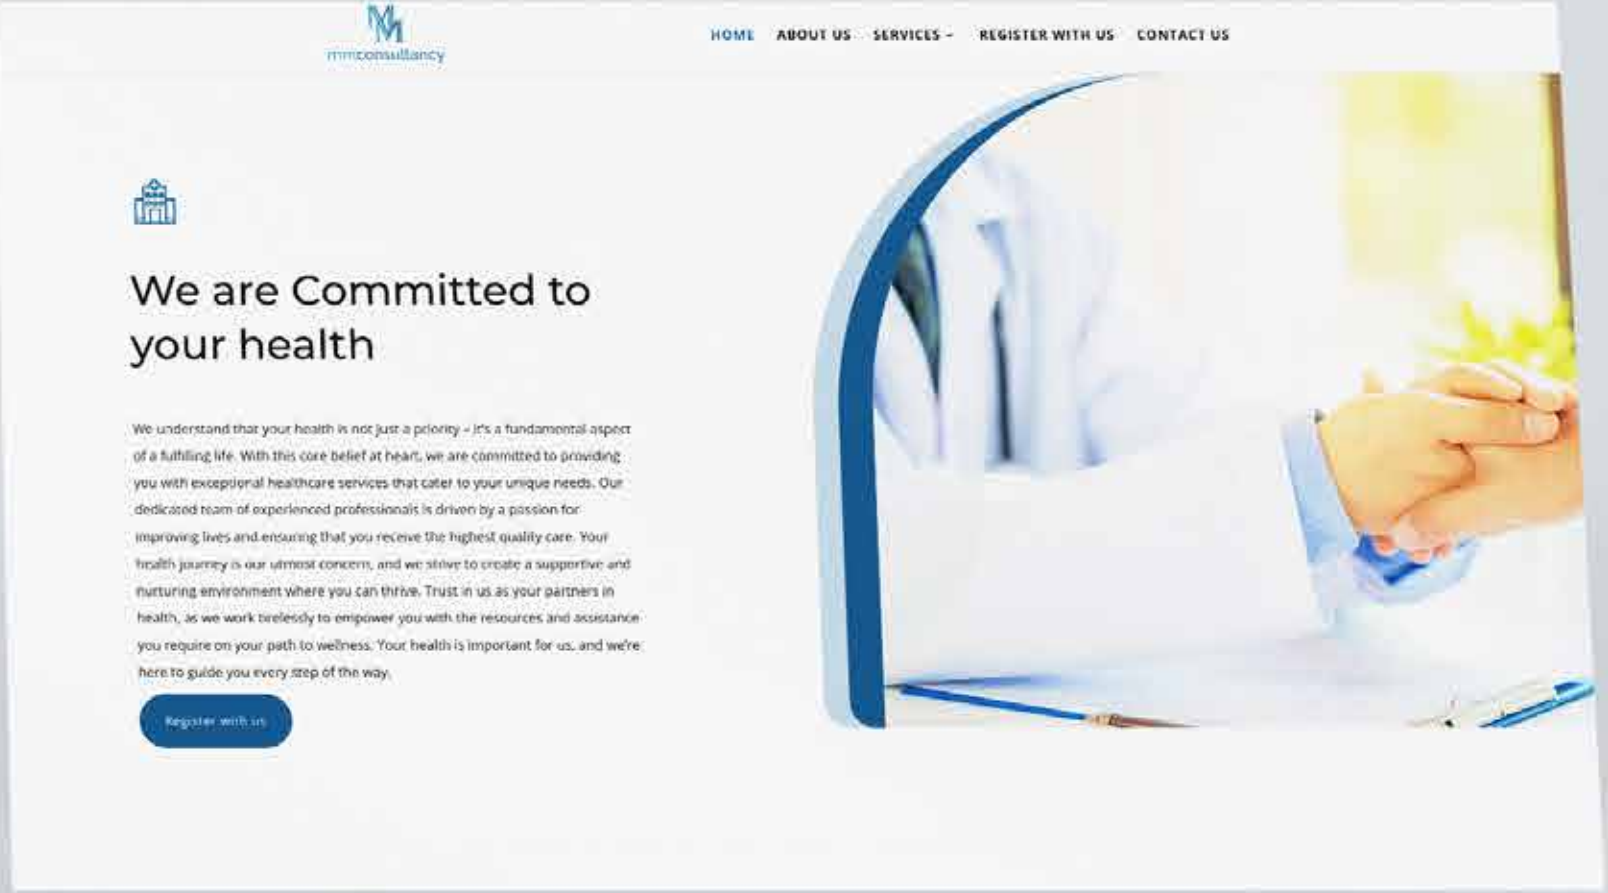 mmconsultancy
HOME ABOUT US SERVICES REGISTER WITH US CONTACT US
We are Committed to
your health
We understand that your health is not just a priority – it's a fundamental aspect
of a fulfilling life. With this core belief at heart, we are committed to providing
you with exceptional healthcare services that cater to your unique needs. Our
dedicated team of experienced professionals is driven by a passion for
improving lives and ensuring that you receive the highest quality care. Your
health journey is our utmost concern, and we strive to create a supportive and
nurturing environment where you can thrive. Trust in us as your partners in
health, as we work tirelessly to empower you with the resources and assistance
you require on your path to wellness. Your health is important for us, and we're
here to guide you every step of the way.
Register with us